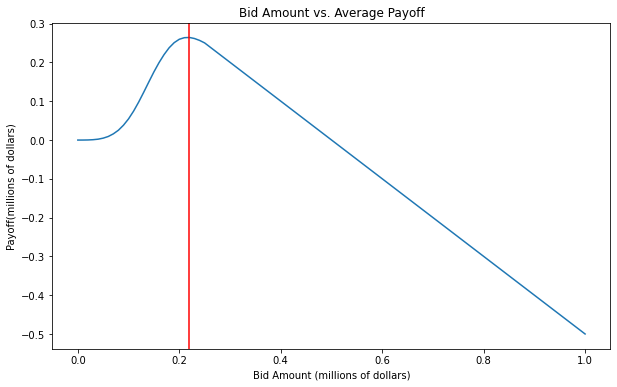 Bid Amount vs. Average Payoff
0.3
0.2
0.1
0.0
−0.1
−0.2
−0.3
−0.4
−0.5
Payoff(millions of dollars)
0.0 0.2 0.4 0.6 0.8 1.0
Bid Amount (millions of dollars)